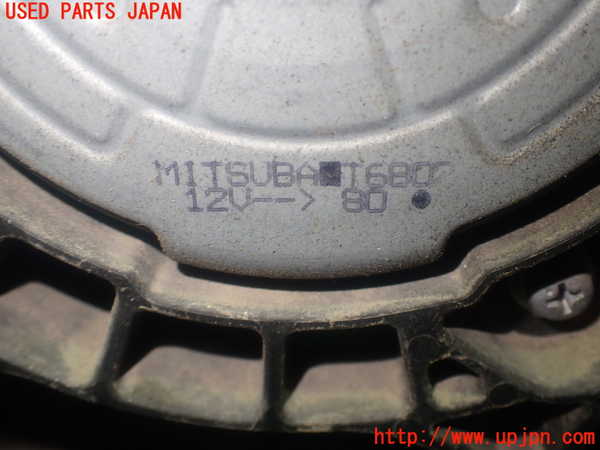 USED PARTS JAPAN
MITSUBA■T680
12V--> 80 ●
http://www.upjpn.com/